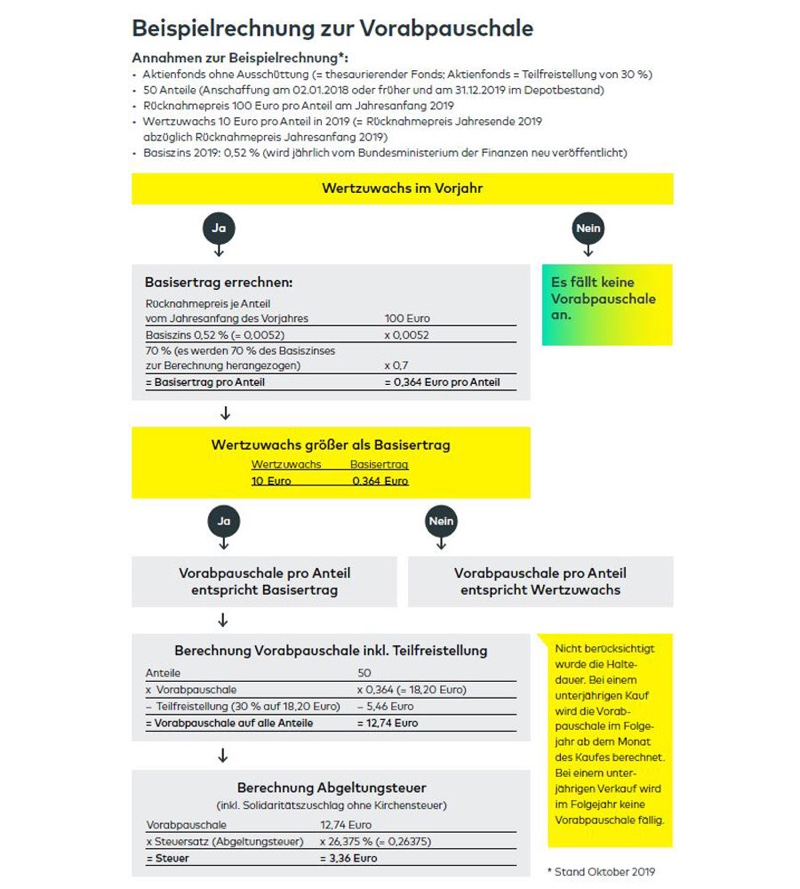 Beispielrechnung zur Vorabpauschale
Annahmen zur Beispielrechnung*:
• Aktienfonds ohne Ausschüttung (= thesaurierender Fonds; Aktienfonds = Teilfreistellung von 30 %)
• 50 Anteile (Anschaffung am 02.01.2018 oder früher und am 31.12.2019 im Depotbestand)
• Rücknahmepreis 100 Euro pro Anteil am Jahresanfang 2019
• Wertzuwachs 10 Euro pro Anteil in 2019 (= Rücknahmepreis Jahresende 2019
abzüglich Rücknahmepreis Jahresanfang 2019)
• Basiszins 2019: 0,52 % (wird jährlich vom Bundesministerium der Finanzen neu veröffentlicht)
Wertzuwachs im Vorjahr
Ja
Nein
Basisertrag errechnen:
Rücknahmepreis je Anteil
vom Jahresanfang des Vorjahres 100 Euro
Basiszins 0,52 % (= 0,0052) x 0,0052
70 % (es werden 70 % des Basiszinses
zur Berechnung herangezogen) x 0,7
= Basisertrag pro Anteil = 0,364 Euro pro Anteil
Es fällt keine
Vorabpauschale
an.
Wertzuwachs größer als Basisertrag
Wertzuwachs Basisertrag
10 Euro 0,364 Euro
Ja
Nein
Vorabpauschale pro Anteil
entspricht Basisertrag
Vorabpauschale pro Anteil
entspricht Wertzuwachs
Berechnung Vorabpauschale inkl. Teilfreistellung
Anteile 50
x Vorabpauschale x 0,364 (= 18,20 Euro)
– Teilfreistellung (30 % auf 18,20 Euro) – 5,46 Euro
= Vorabpauschale auf alle Anteile = 12,74 Euro
Nicht berücksichtigt
wurde die Halte-
dauer. Bei einem
unterjährigen Kauf
wird die Vorab-
pauschale im Folge-
jahr ab dem Monat
des Kaufes berechnet.
Bei einem unter-
jährigen Verkauf wird
im Folgejahr keine
Vorabpauschale fällig.
Berechnung Abgeltungsteuer
(inkl. Solidaritätszuschlag ohne Kirchensteuer)
Vorabpauschale 12,74 Euro
x Steuersatz (Abgeltungsteuer) x 26,375 % (= 0,26375)
= Steuer = 3,36 Euro
* Stand Oktober 2019